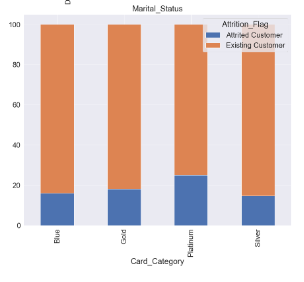 D
Marital_Status
100
80
60
40
20
0
Attrition_Flag
Attrited Customer
Existing Customer
Blue
Gold
Platinum
Silver
Card_Category